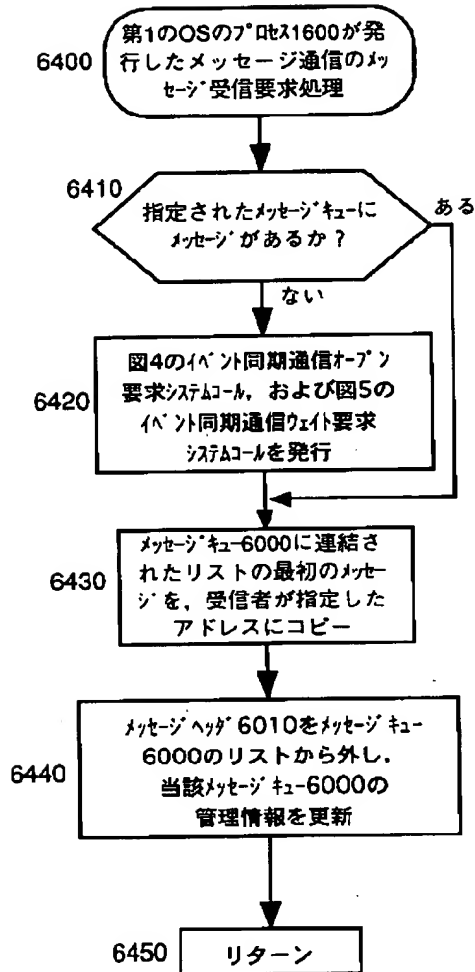 6400
第1のOSのプロセス1600が発
行したメッセージ通信のメッ
セージ受信要求処理
6410
指定されたメッセージキューに
メッセージがあるか？
ある
ない
6420
図4のイベント同期通信オープン
要求システムコール，および図5の
イベント同期通信ウェイト要求
システムコールを発行
6430
メッセージキュー6000に連結され
たリストの最初のメッセー
ジを，受信者が指定した
アドレスにコピー
6440
メッセージヘッダ6010をメッセージキュー
6000のリストから外し，
当該メッセージキュー6000の
管理情報を更新
6450
リターン